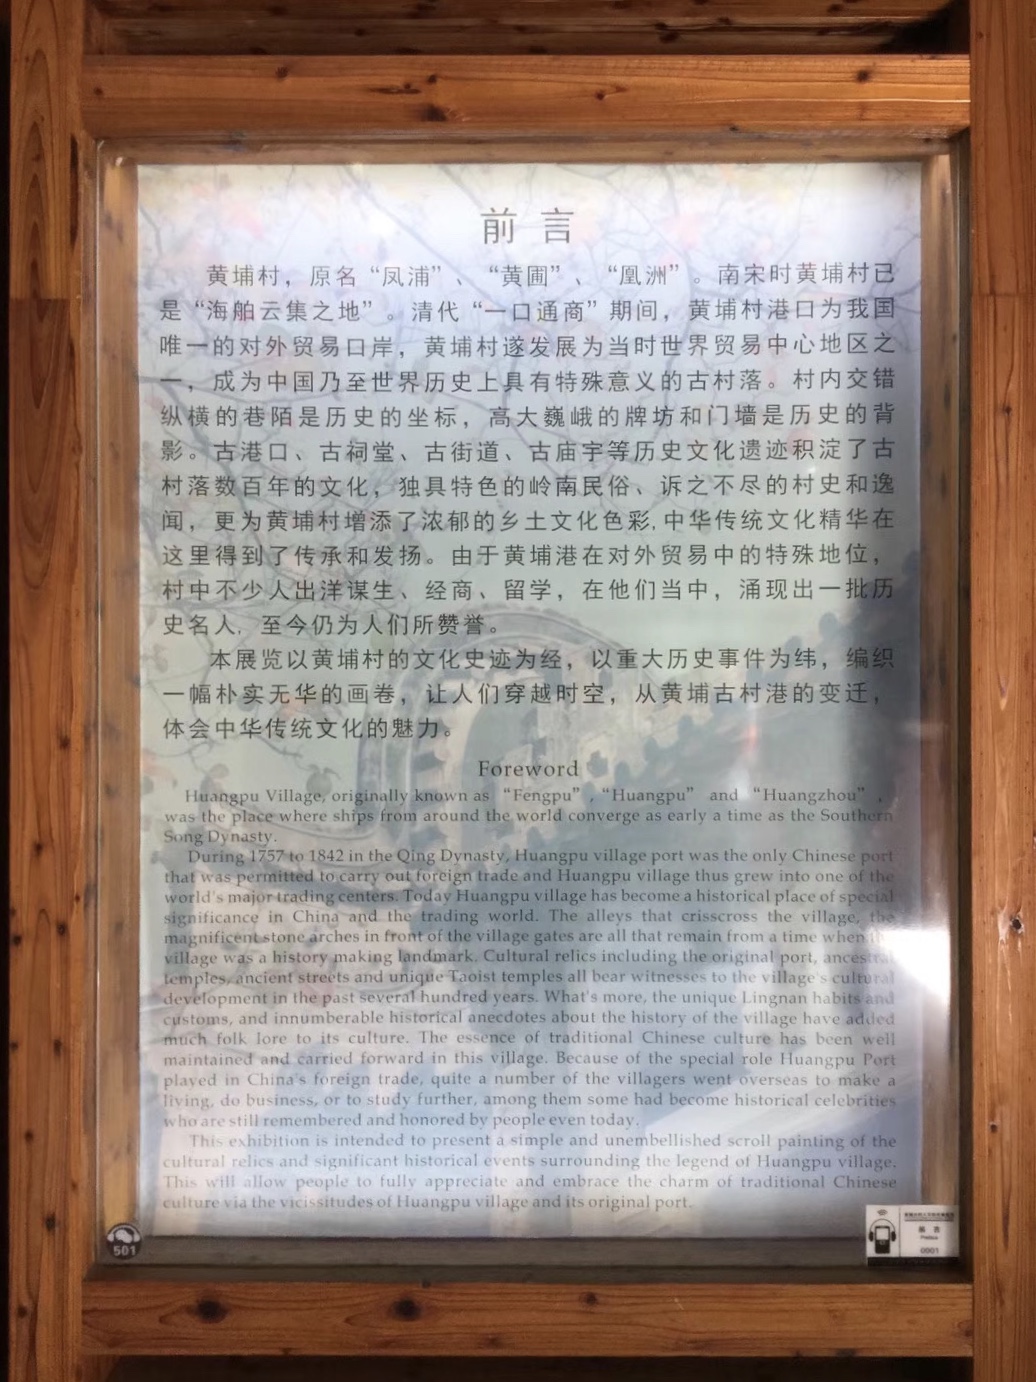 前言
黄埔村，原名“凤浦”、“黄圃”、“凰洲”。南宋时黄埔村已
是“海舶云集之地”。清代“一口通商”期间，黄埔村港口为我国
唯一的对外贸易口岸，黄埔村遂发展为当时世界贸易中心地区之
一，成为中国乃至世界历史上具有特殊意义的古村落。村内交错
纵横的巷陌是历史的坐标，高大巍峨的牌坊和门墙是历史的背
影。古港口、古祠堂、古街道、古庙宇等历史文化遗迹积淀了古
村落数百年的文化，独具特色的岭南民俗、诉之不尽的村史和逸
闻，更为黄埔村增添了浓郁的乡土文化色彩,中华传统文化精华在
这里得到了传承和发扬。由于黄埔港在对外贸易中的特殊地位，
村中不少人出洋谋生、经商、留学，在他们当中，涌现出一批历
史名人，至今仍为人们所赞誉。
本展览以黄埔村的文化史迹为经，以重大历史事件为纬，编织
一幅朴实无华的画卷，让人们穿越时空，从黄埔古村港的变迁，
体会中华传统文化的魅力。
Foreword
Huangpu Village, originally known as “Fengpu”, “Huangpu” and “Huangzhou”,
was the place where ships from around the world converge as early a time as the Southern
Song Dynasty.
During 1757 to 1842 in the Qing Dynasty, Huangpu village port was the only Chinese port
that was permitted to carry out foreign trade and Huangpu village thus grew into one of the
world's major trading centers. Today Huangpu village has become a historical place of special
significance in China and the trading world. The alleys that crisscross the village, the
magnificent stone arches in front of the village gates are all that remain from a time when
village was a history making landmark. Cultural relics including the original port, ancestral
temples, ancient streets and unique Taoist temples all bear witnesses to the village's cultural
development in the past several hundred years. What's more, the unique Lingnan habits and
customs, and innumberable historical anecdotes about the history of the village have added
much folk lore to its culture. The essence of traditional Chinese culture has been well
maintained and carried forward in this village. Because of the special role Huangpu Port
played in China's foreign trade, quite a number of the villagers went overseas to make a
living, do business, or to study further, among them some had become historical celebrities
who are still remembered and honored by people even today.
This exhibition is intended to present a simple and unembellished scroll painting of the
cultural relics and significant historical events surrounding the legend of Huangpu village.
This will allow people to fully appreciate and embrace the charm of traditional Chinese
culture via the vicissitudes of Huangpu village and its original port.
501
0001